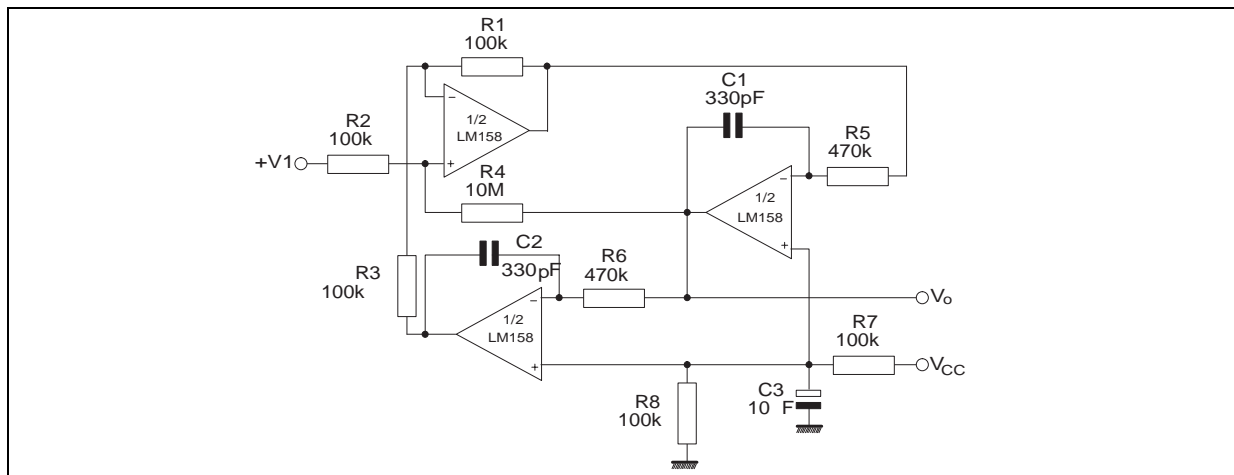 R1
100k
C1
330pF
R2
100k
1/2
LM158
R5
470k
+V1
R4
10M
1/2
LM158
C2
330pF
R6
470k
R3
100k
1/2
LM158
Vo
R7
100k
VCC
C3
10 F
R8
100k